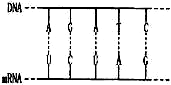 DNA
A G A T C
U C U A G
mRNA